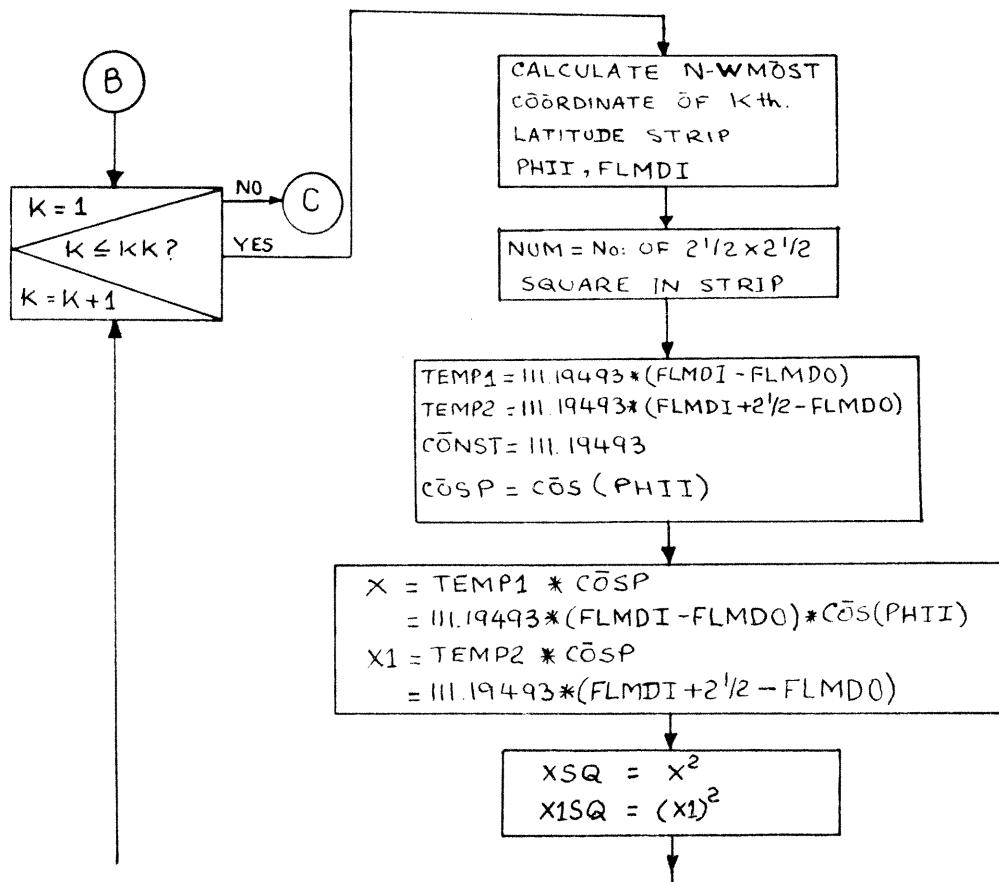 B
K = 1
K ≤ KK?
K = K + 1
NO
C
YES
CALCULATE N-WMŌST
CŌŌRDINATE ŌF Kth.
LATITUDE STRIP
PHII, FLMDI
NUM = No: OF 2 1/2 x 2 1/2
SQUARE IN STRIP
TEMP1 = 111.19493*(FLMDI-FLMDO)
TEMP2 = 111.19493*(FLMDI+2 1/2-FLMDO)
CŌNST = 111.19493
CŌSP = CŌS (PHII)
X = TEMP1 * CŌSP
= 111.19493*(FLMDI-FLMDO)*CŌS(PHII)
X1 = TEMP2 * CŌSP
= 111.19493*(FLMDI+2 1/2 - FLMDO)
XSQ = X²
X1SQ = (X1)²